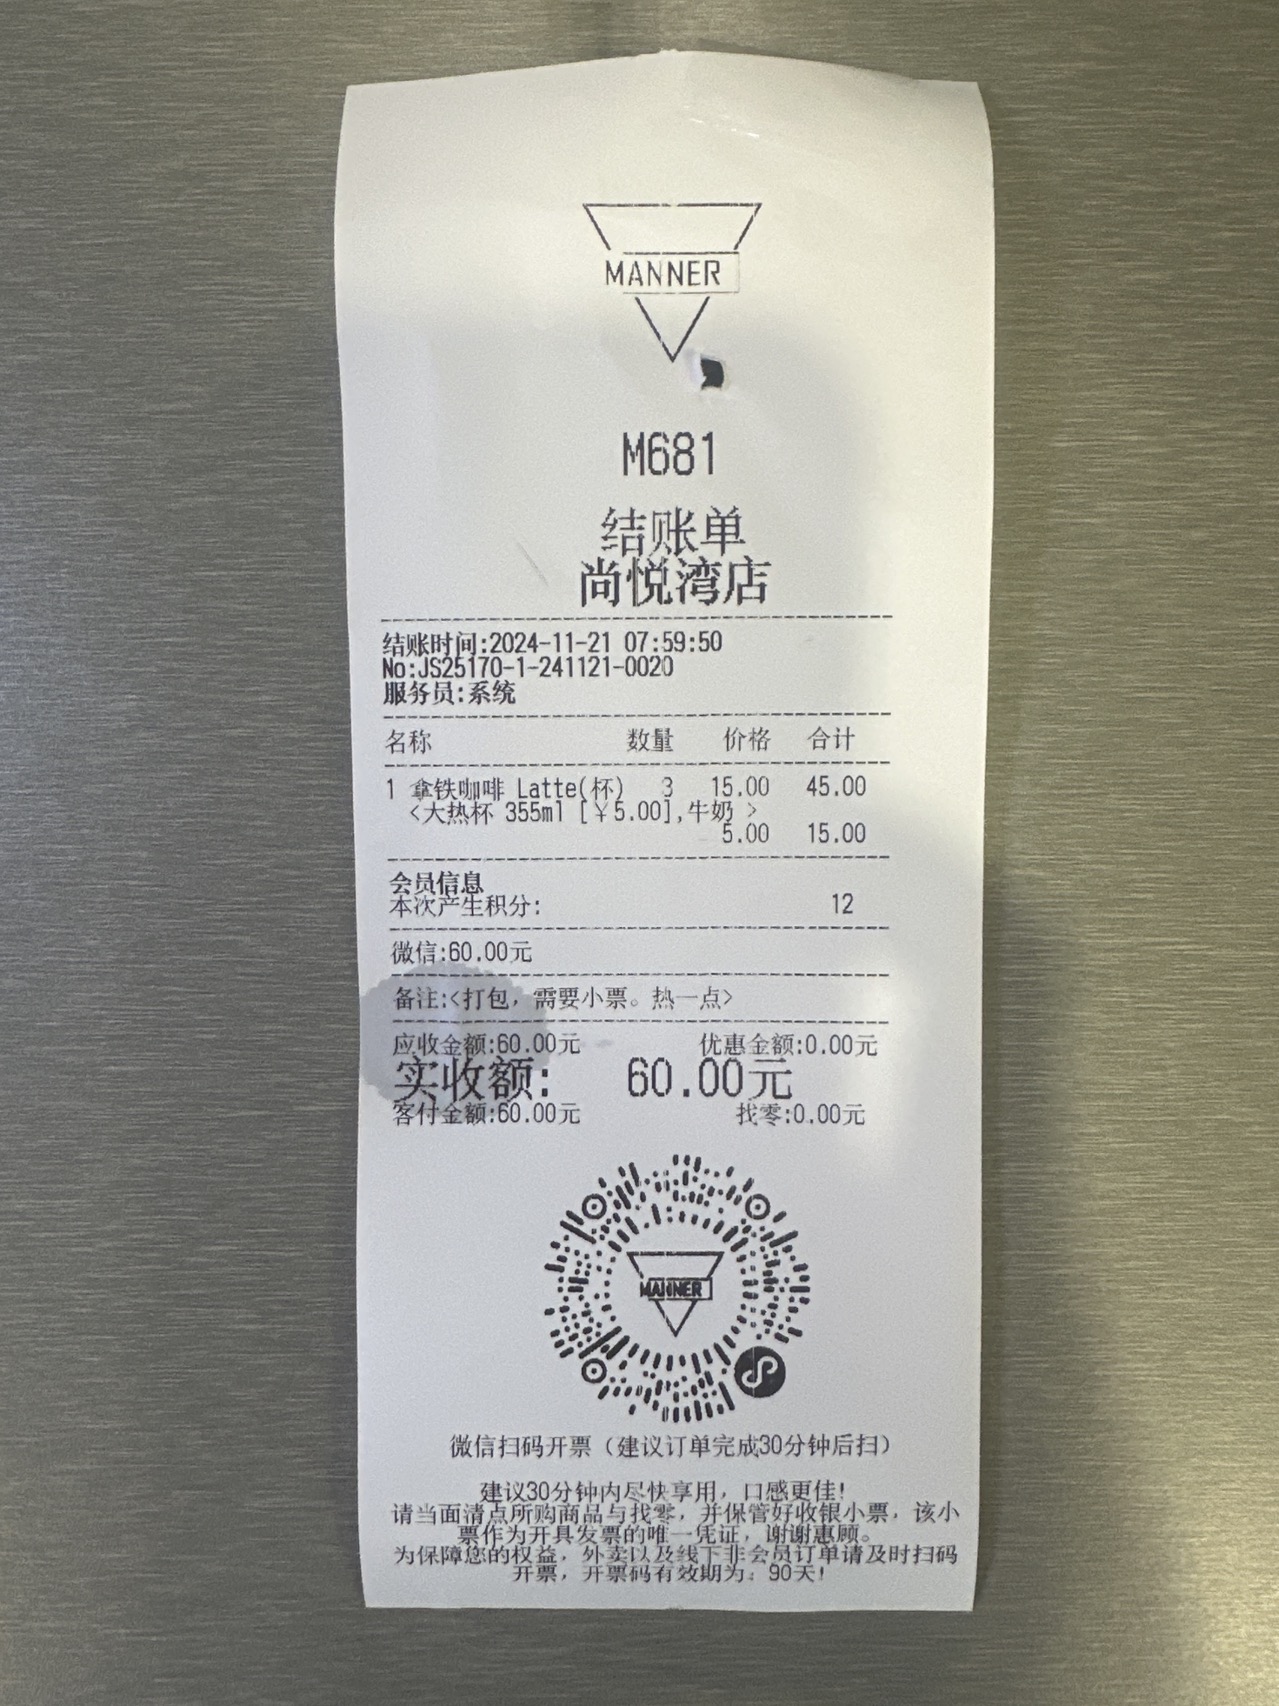 MANNER
M681
结账单
尚悦湾店
结账时间:2024-11-21 07:59:50
No:JS25170-1-241121-0020
服务员:系统
名称 数量 价格 合计
1 拿铁咖啡 Latte(杯) 3 15.00 45.00
<大热杯 355ml [￥5.00],牛奶 >
5.00 15.00
会员信息
本次产生积分: 12
微信:60.00元
备注:<打包，需要小票。热一点>
应收金额:60.00元 优惠金额:0.00元
实收额: 60.00元
客付金额:60.00元 找零:0.00元
MANNER
微信扫码开票（建议订单完成30分钟后扫）
建议30分钟内尽快享用，口感更佳!
请当面清点所购商品与找零，并保管好收银小票，该小
票作为开具发票的唯一凭证，谢谢惠顾。
为保障您的权益，外卖以及线下非会员订单请及时扫码
开票，开票码有效期为：90天!